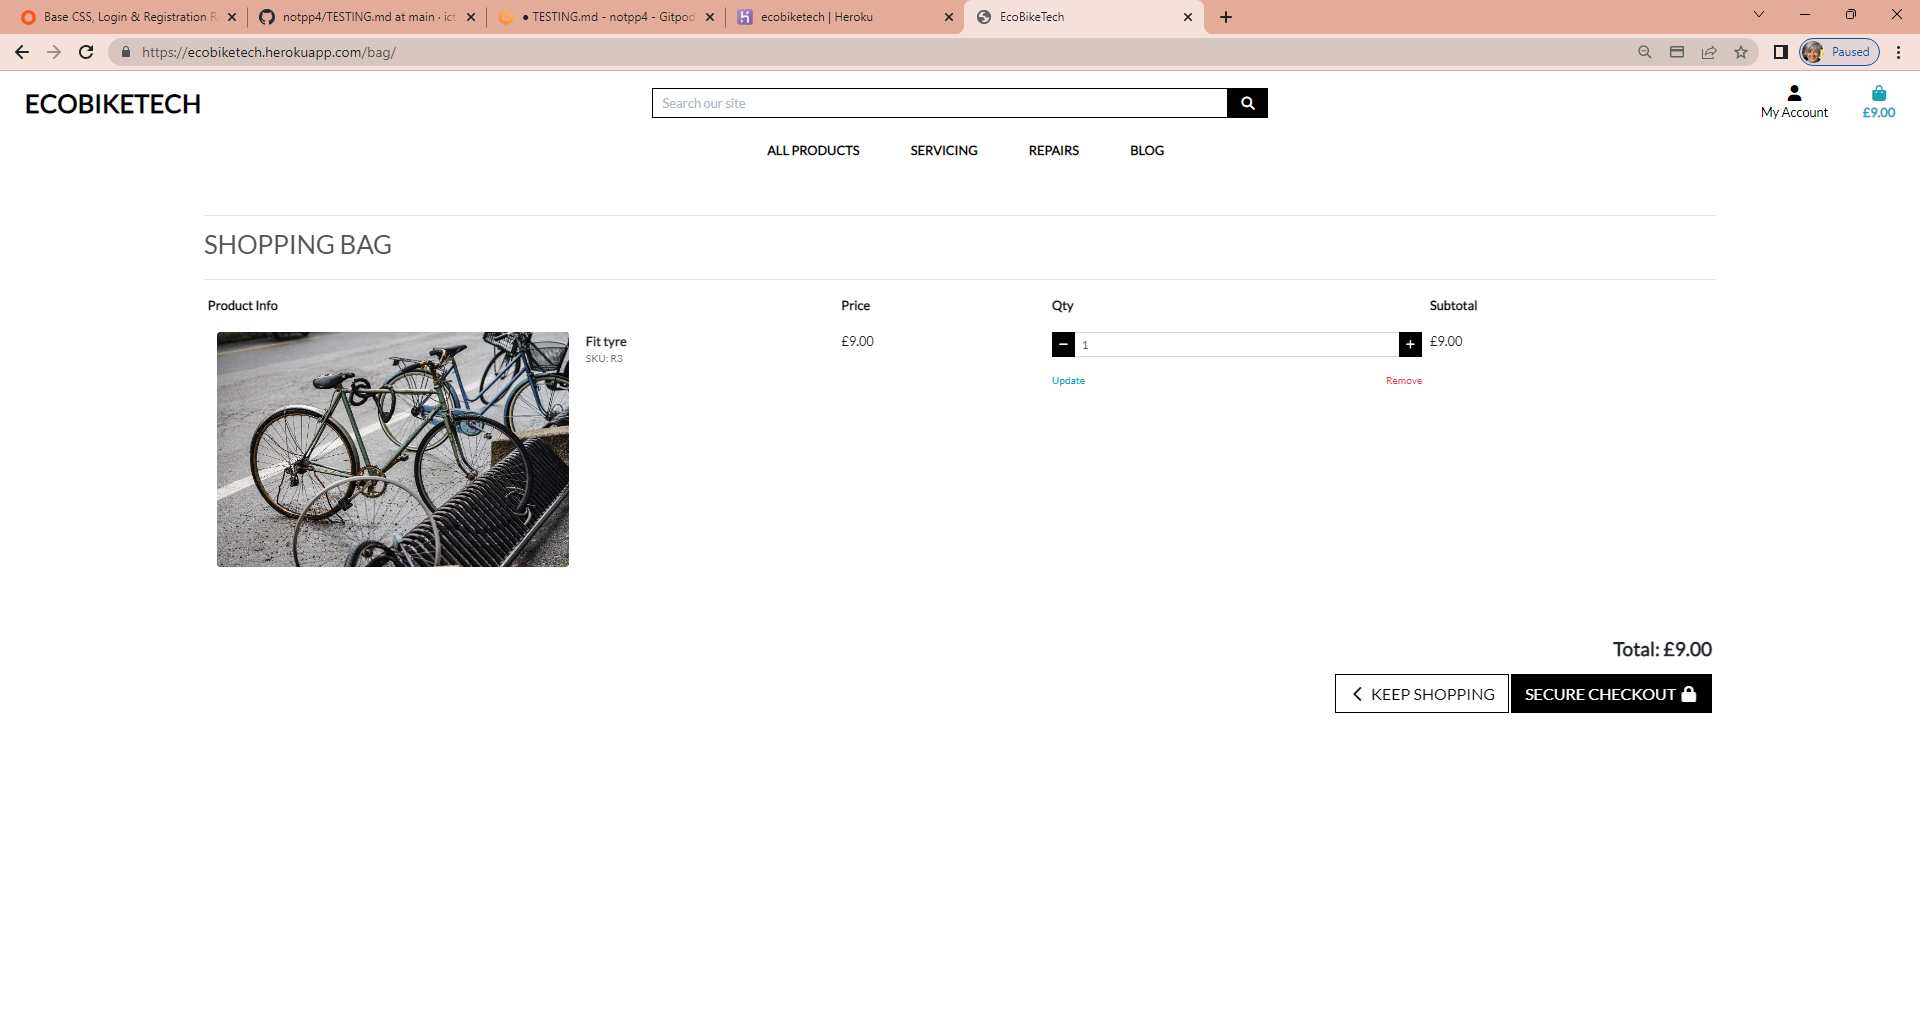 Base CSS, Login & Registration R
notpp4/TESTING.md at main · ict
● TESTING.md - notpp4 - Gitpod
ecobiketech | Heroku
EcoBikeTech
https://ecobiketech.herokuapp.com/bag/
Paused
ECOBIKETECH
Search our site
My Account
£9.00
ALL PRODUCTS
SERVICING
REPAIRS
BLOG
SHOPPING BAG
Product Info
Price
Qty
Subtotal
Fit tyre
SKU: R3
£9.00
1
£9.00
Update
Remove
Total: £9.00
KEEP SHOPPING
SECURE CHECKOUT